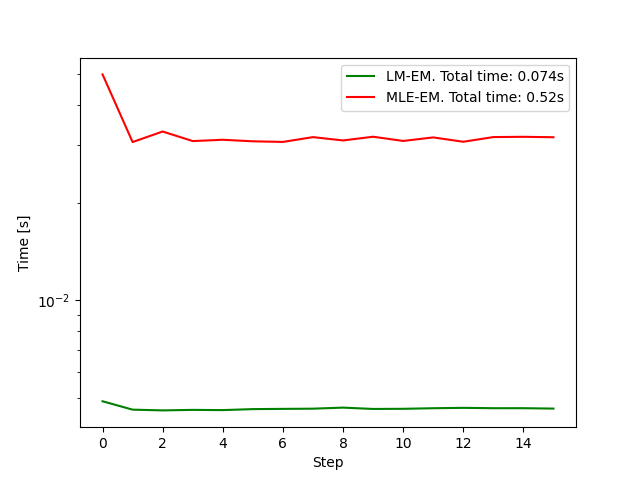 LM-EM. Total time: 0.074s
MLE-EM. Total time: 0.52s
Time [s]
10⁻²
0 2 4 6 8 10 12 14
Step